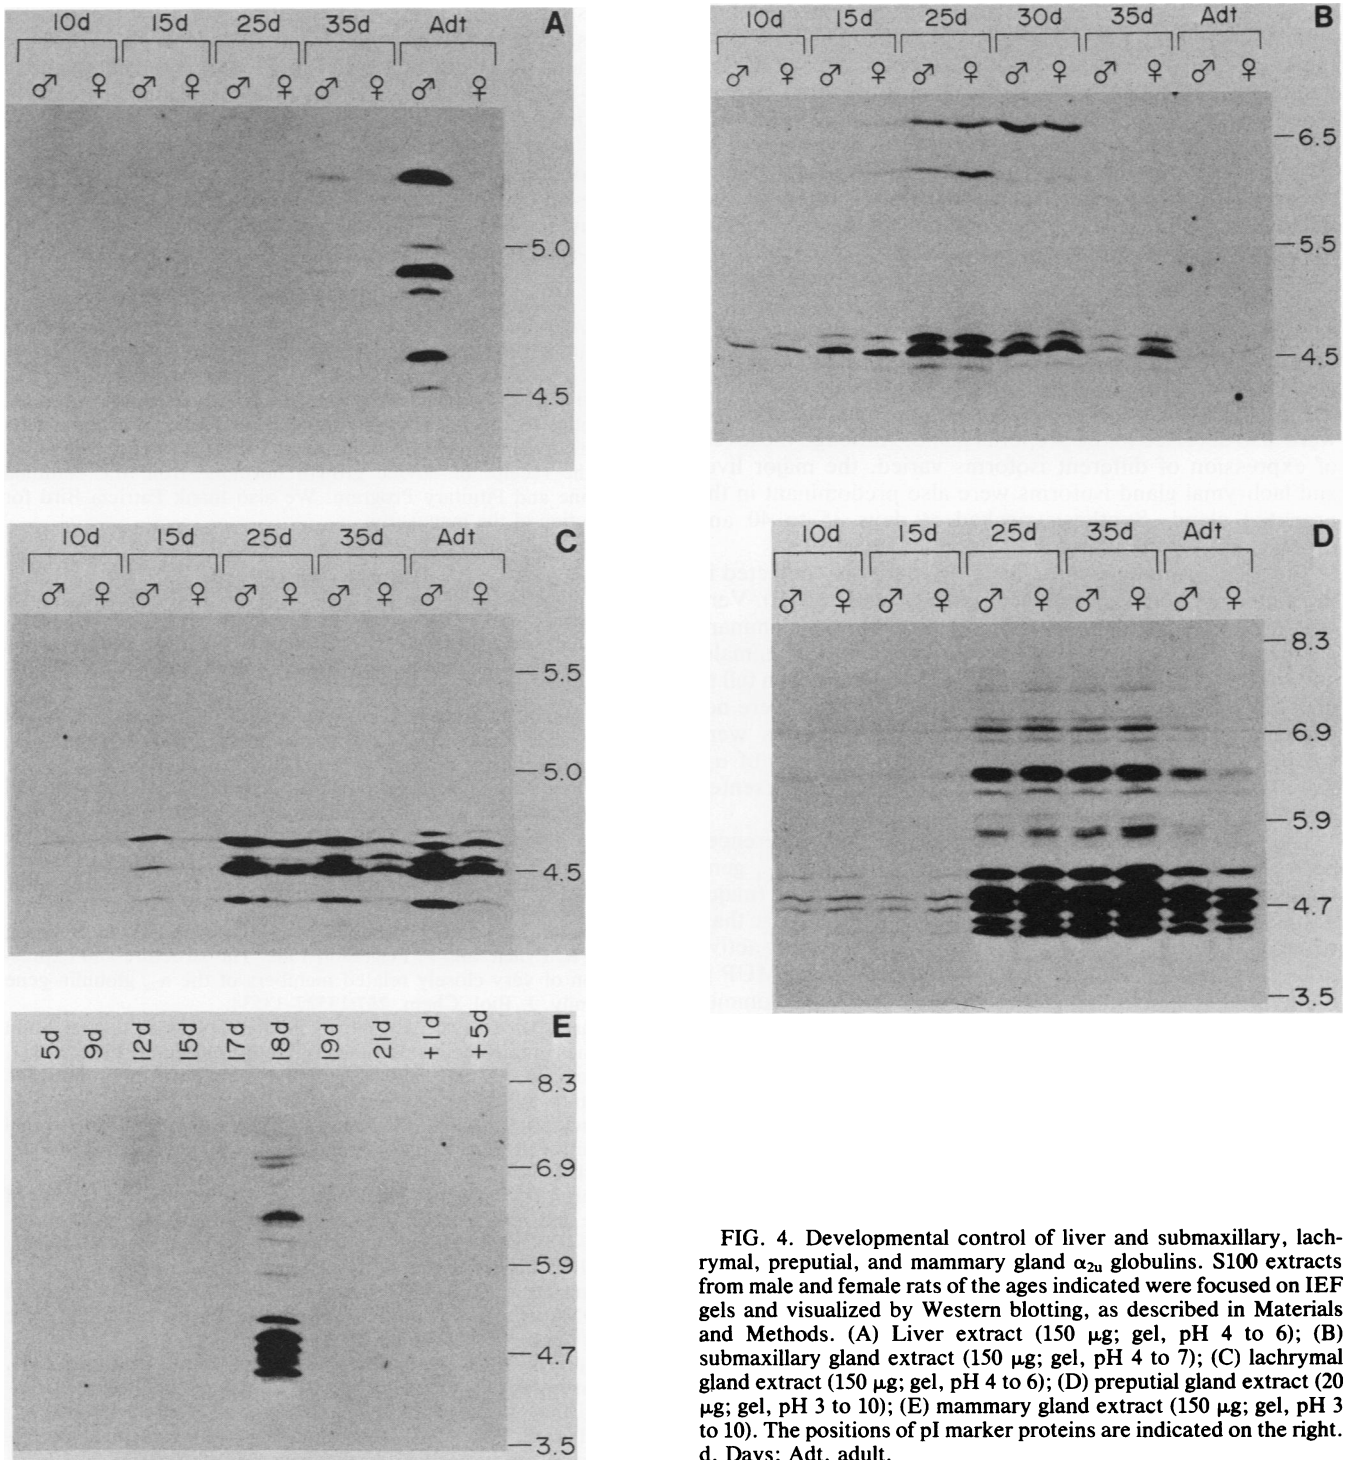 10d 15d 25d 35d Adt A
♂ ♀ ♂ ♀ ♂ ♀ ♂ ♀ ♂ ♀
5.0
4.5
10d 15d 25d 30d 35d Adt B
♂ ♀ ♂ ♀ ♂ ♀ ♂ ♀ ♂ ♀ ♂ ♀
6.5
5.5
4.5
10d 15d 25d 35d Adt C
♂ ♀ ♂ ♀ ♂ ♀ ♂ ♀ ♂ ♀
5.5
5.0
4.5
10d 15d 25d 35d Adt D
♂ ♀ ♂ ♀ ♂ ♀ ♂ ♀ ♂ ♀
8.3
6.9
5.9
4.7
3.5
5d 9d 12d 15d 17d 18d 19d 21d +1d +5d E
8.3
6.9
5.9
4.7
3.5
FIG. 4. Developmental control of liver and submaxillary, lach-
rymal, preputial, and mammary gland α2u globulins. S100 extracts
from male and female rats of the ages indicated were focused on IEF
gels and visualized by Western blotting, as described in Materials
and Methods. (A) Liver extract (150 μg; gel, pH 4 to 6); (B)
submaxillary gland extract (150 μg; gel, pH 4 to 7); (C) lachrymal
gland extract (150 μg; gel, pH 4 to 6); (D) preputial gland extract (20
μg; gel, pH 3 to 10); (E) mammary gland extract (150 μg; gel, pH 3
to 10). The positions of pI marker proteins are indicated on the right.
d, Days; Adt, adult.